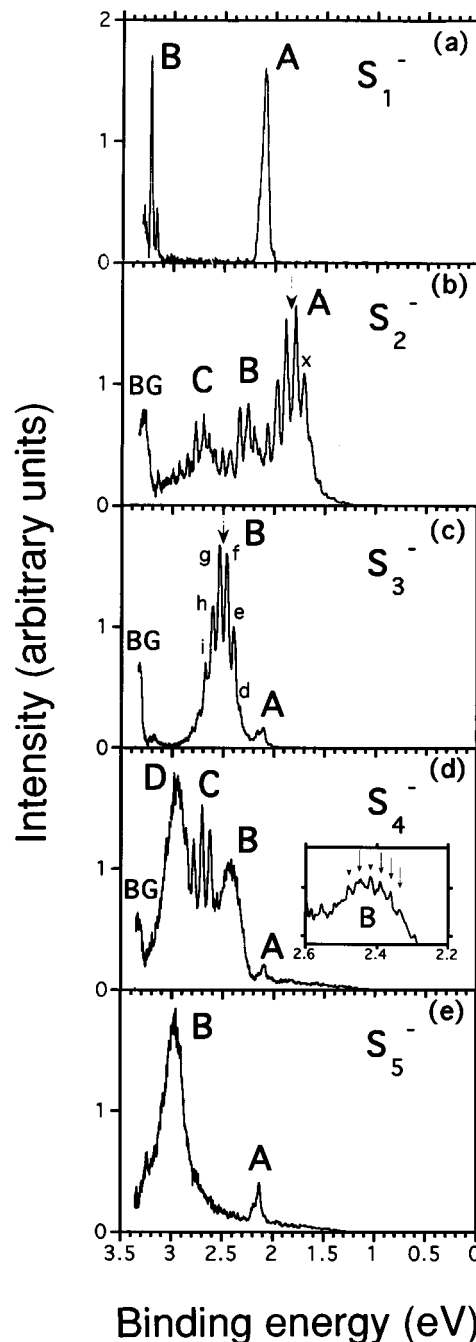 2
(a)
B
A
S1-
1
0
(b)
A
S2-
x
B
C
BG
1
0
(c)
B
S3-
g
f
h
e
i
d
BG
1
A
0
(d)
D
C
S4-
B
BG
1
B
A
2.6
2.4
2.2
0
(e)
B
S5-
1
A
0
3.5
3
2.5
2
1.5
1
0.5
0
Intensity (arbitrary units)
Binding energy (eV)